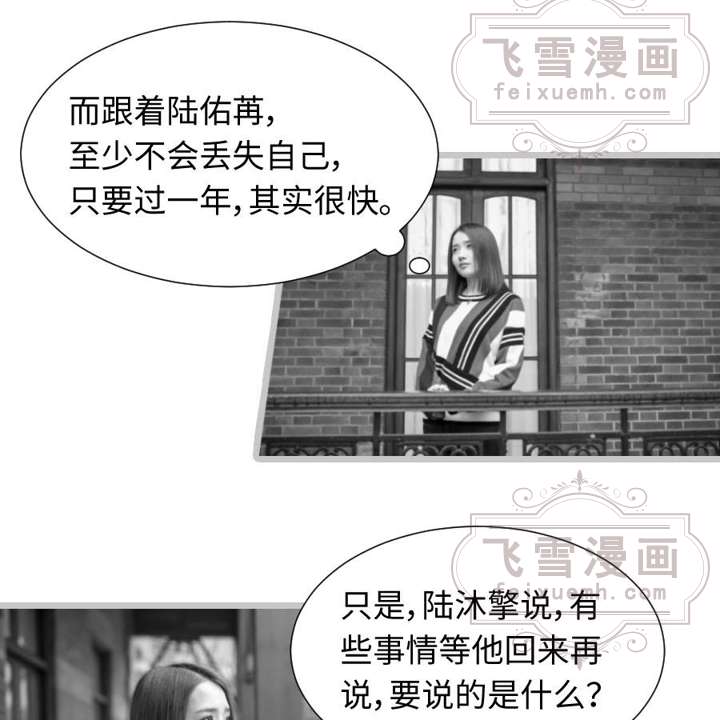 飞雪漫画
feixuemh.com
而跟着陆佑苒，
至少不会丢失自己，
只要过一年，其实很快。
飞雪漫画
feixuemh.com
只是，陆沐擎说，有
些事情等他回来再
说，要说的是什么？